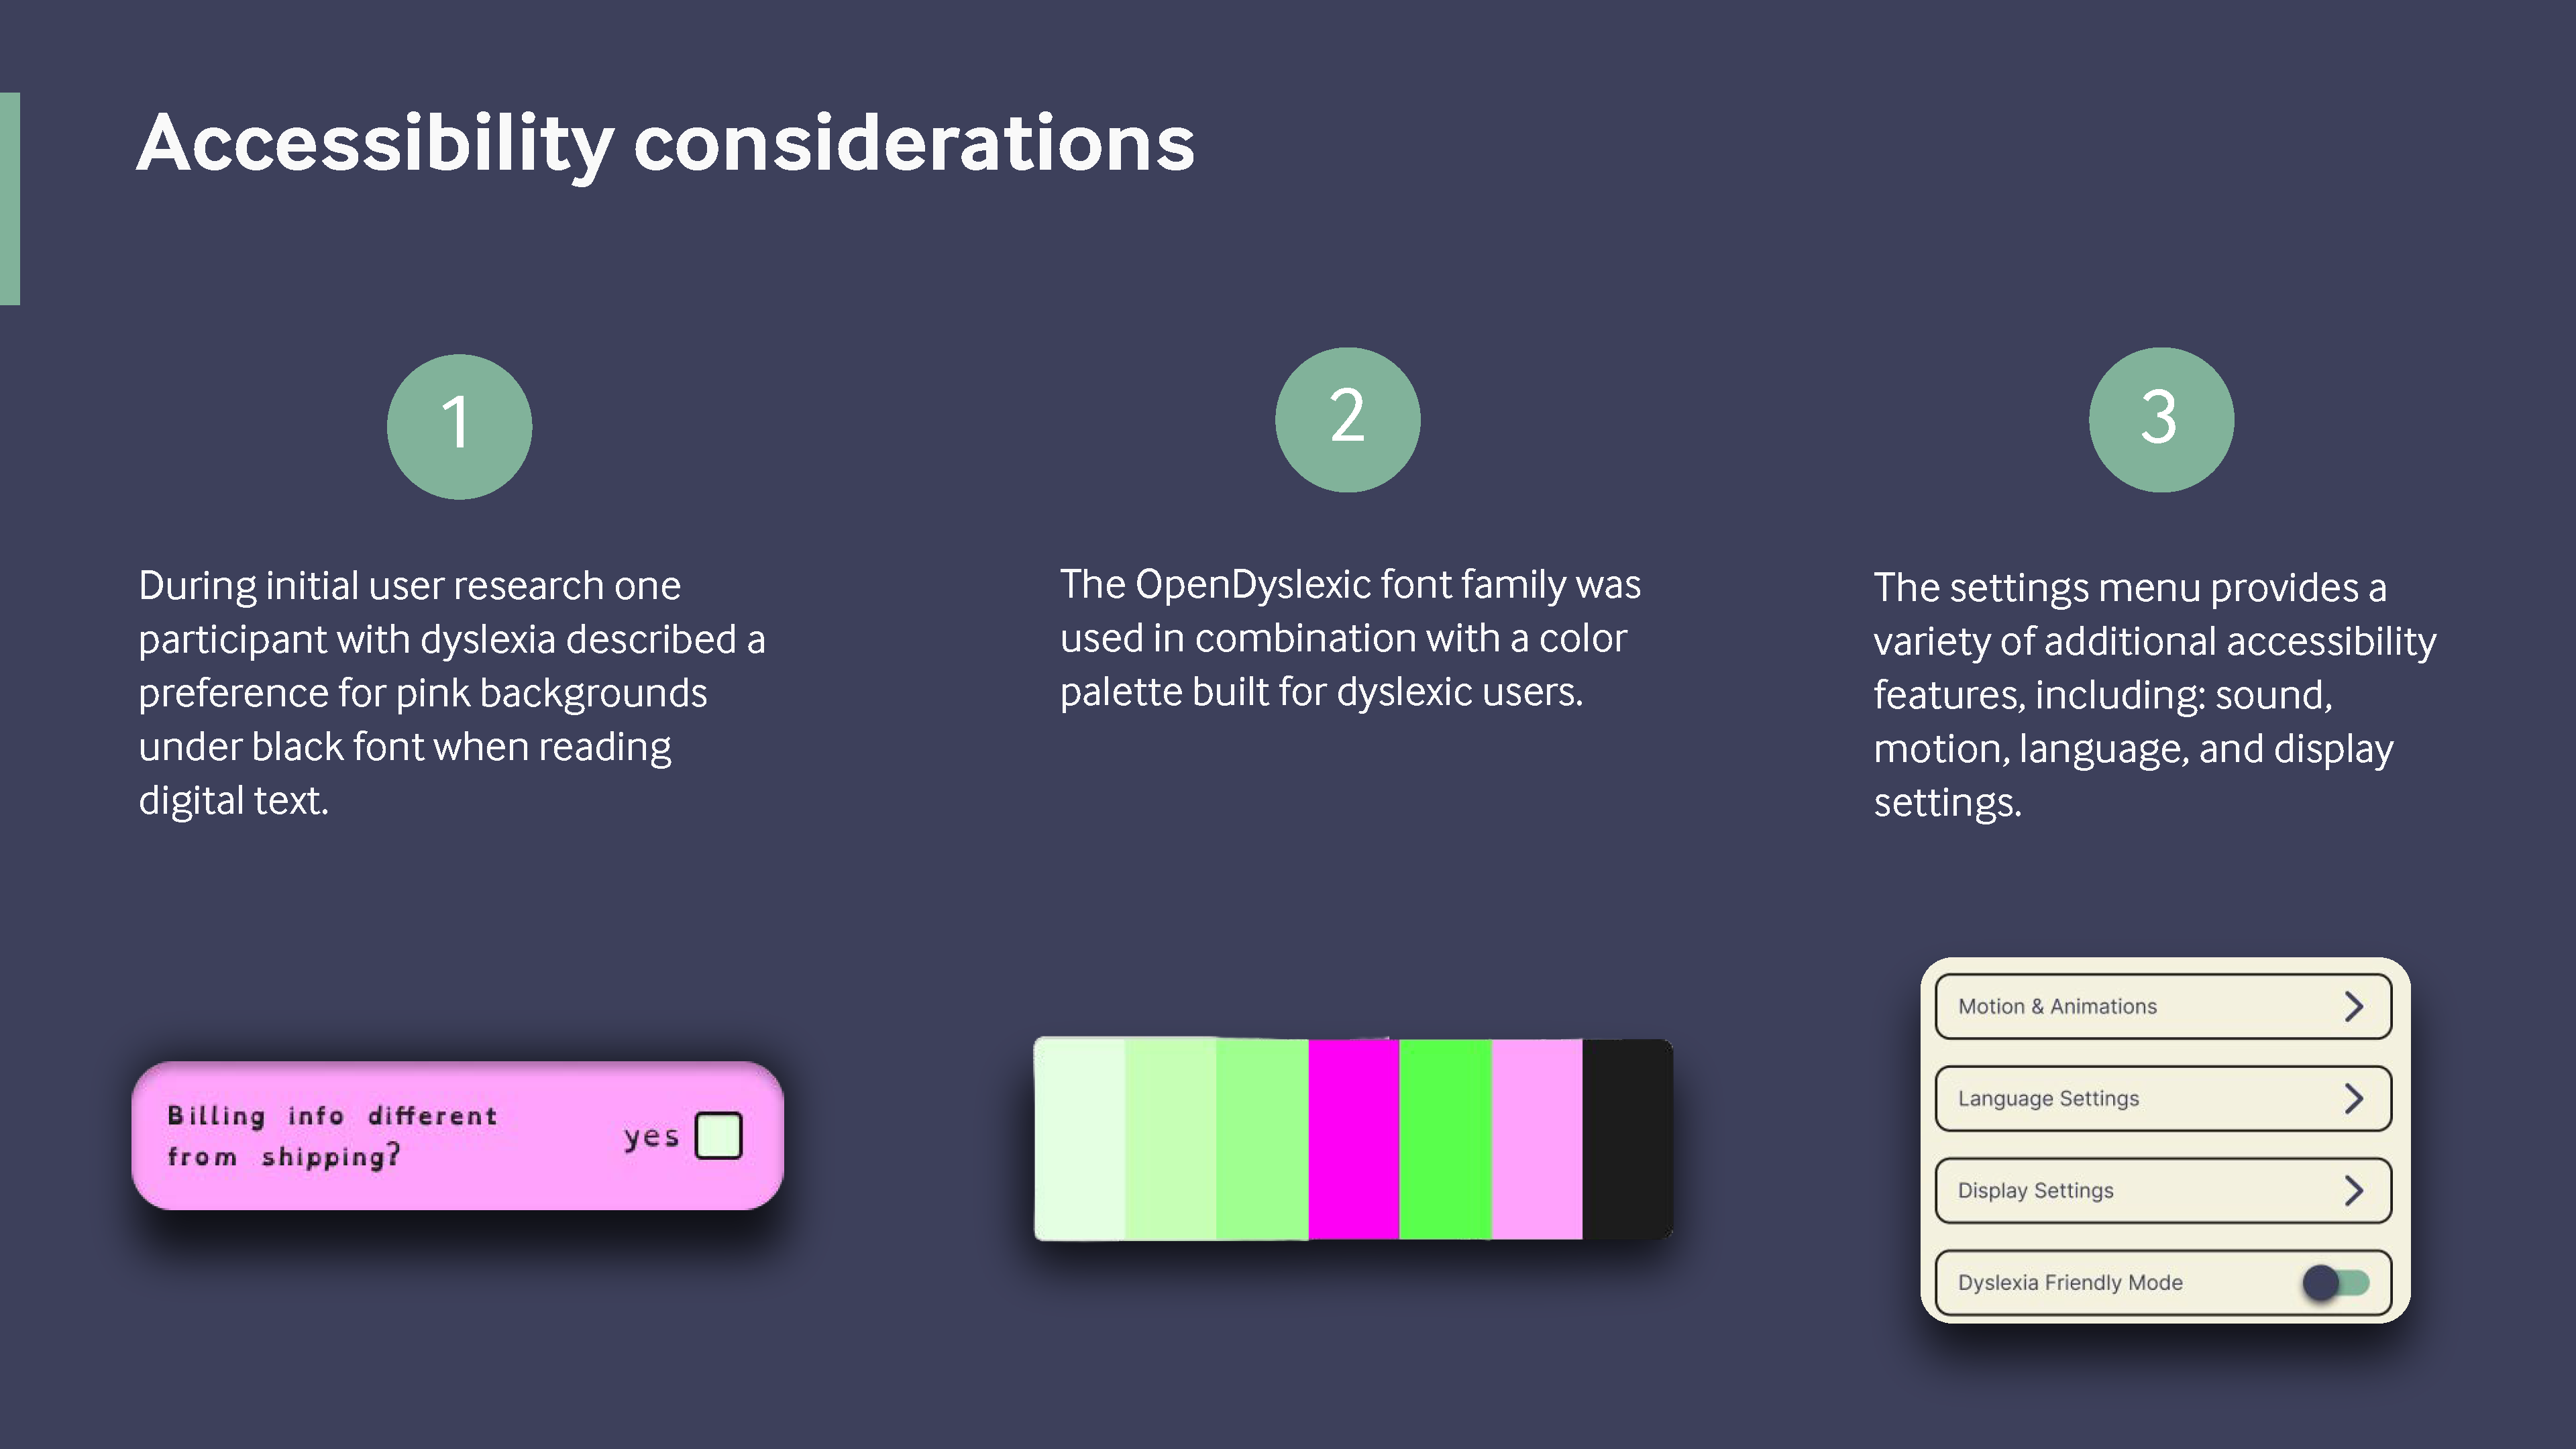 Accessibility considerations
1
During initial user research one
participant with dyslexia described a
preference for pink backgrounds
under black font when reading
digital text.
Billing info different
from shipping?
yes
2
The OpenDyslexic font family was
used in combination with a color
palette built for dyslexic users.
3
The settings menu provides a
variety of additional accessibility
features, including: sound,
motion, language, and display
settings.
Motion & Animations
Language Settings
Display Settings
Dyslexia Friendly Mode